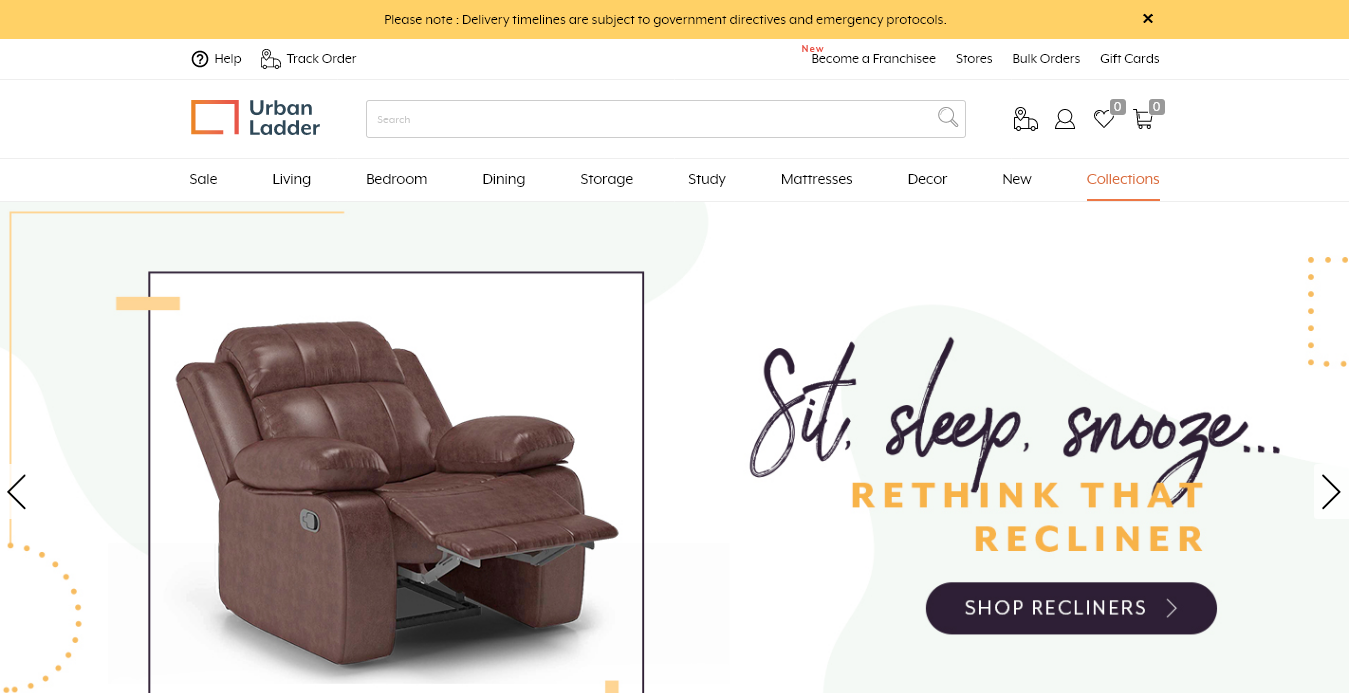 Please note : Delivery timelines are subject to government directives and emergency protocols.
Help Track Order New Become a Franchisee Stores Bulk Orders Gift Cards
Urban
Ladder
Search
0 0
Sale Living Bedroom Dining Storage Study Mattresses Decor New Collections
Sit, sleep, snooze...
RETHINK THAT
RECLINER
SHOP RECLINERS